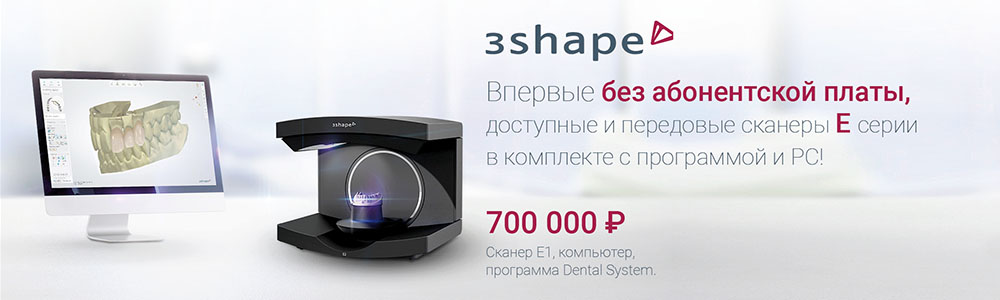 3shape
Впервые без абонентской платы,
доступные и передовые сканеры E серии
в комплекте с программой и PC!
700 000 ₽
Сканер E1, компьютер,
программа Dental System.
3shape